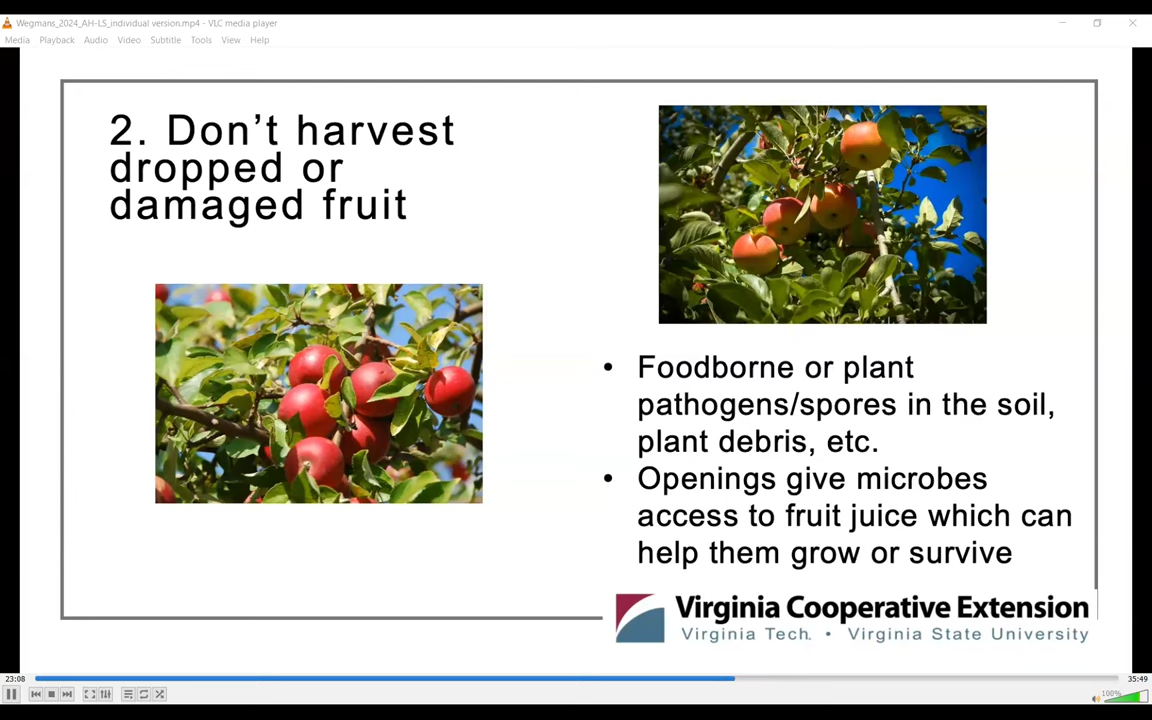 Wegmans_2024_AH-LS_individual version.mp4 - VLC media player
Media Playback Audio Video Subtitle Tools View Help
2. Don't harvest
dropped or
damaged fruit
• Foodborne or plant
pathogens/spores in the soil,
plant debris, etc.
• Openings give microbes
access to fruit juice which can
help them grow or survive
Virginia Cooperative Extension
Virginia Tech. • Virginia State University
23:08
35:49
100%